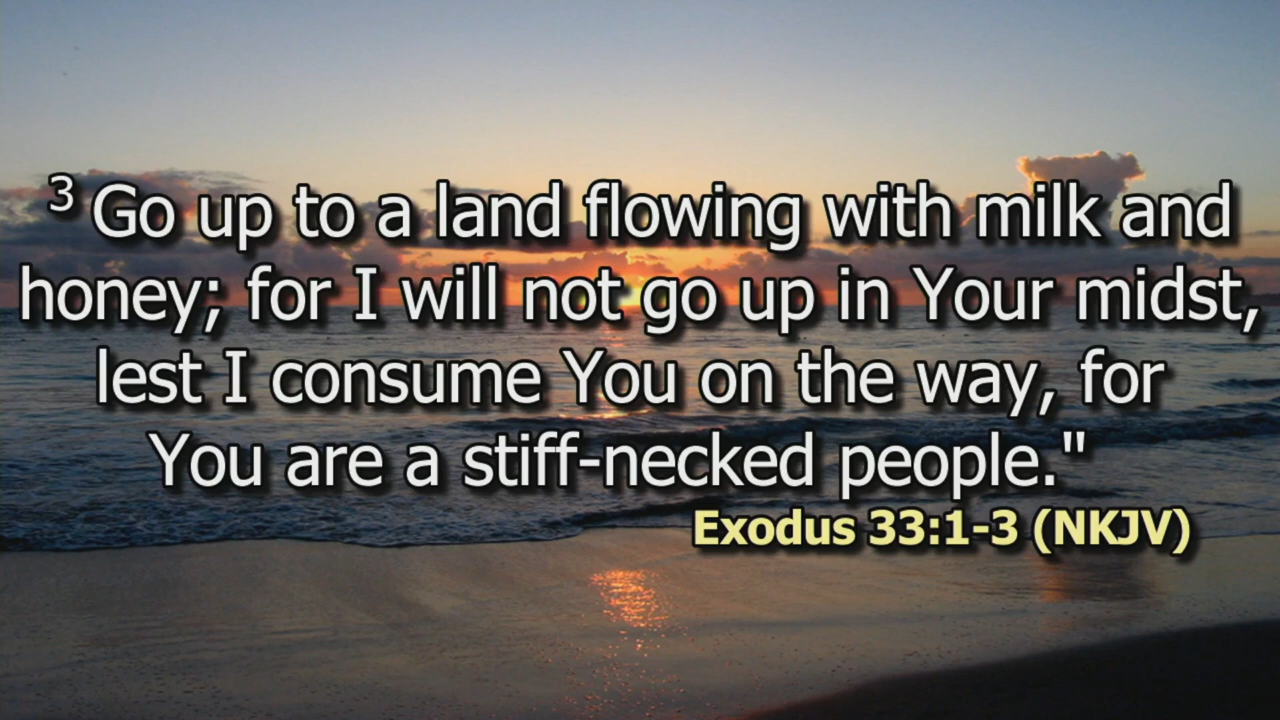 3 Go up to a land flowing with milk and
honey; for I will not go up in Your midst,
lest I consume You on the way, for
You are a stiff-necked people."
Exodus 33:1-3 (NKJV)